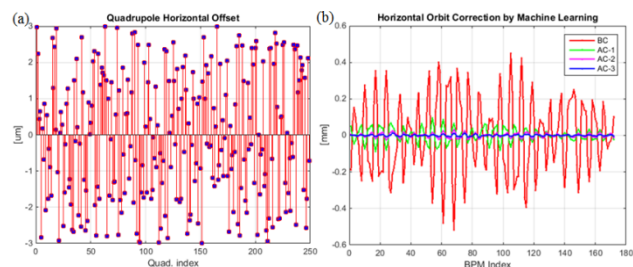 (a)
Quadrupole Horizontal Offset
3
2
1
0
-1
-2
-3
[um]
0
50
100
150
200
250
Quad. index
(b)
Horizontal Orbit Correction by Machine Learning
0.6
0.4
0.2
0
-0.2
-0.4
-0.6
[mm]
0
20
40
60
80
100
120
140
160
180
BPM Index
BC
AC-1
AC-2
AC-3